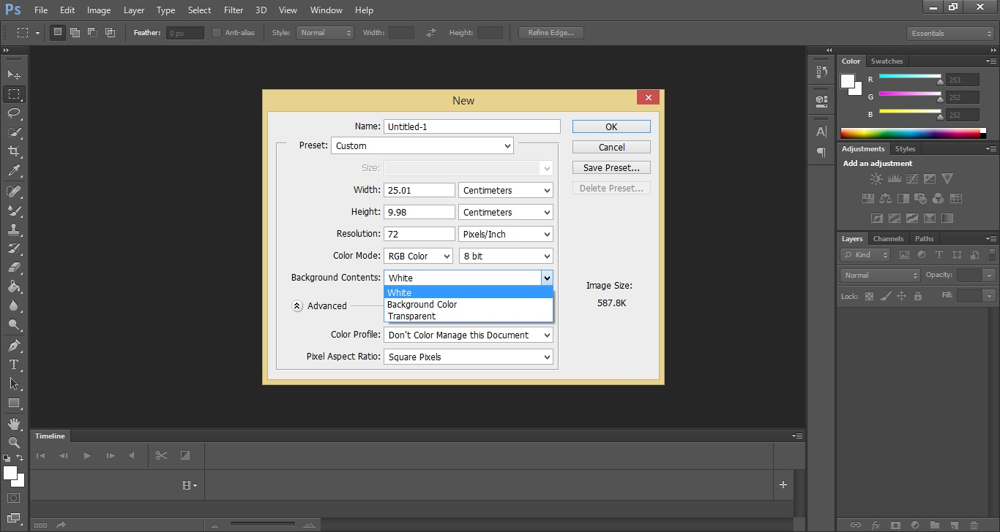 Ps File Edit Image Layer Type Select Filter 3D View Window Help
Feather: 0 px Anti-alias Style: Normal Width: Height: Refine Edge... Essentials
New
Name: Untitled-1
Preset: Custom
Size:
Width: 25.01 Centimeters
Height: 9.98 Centimeters
Resolution: 72 Pixels/Inch
Color Mode: RGB Color 8 bit
Background Contents: White
White
Background Color
Transparent
Advanced
Color Profile: Don't Color Manage this Document
Pixel Aspect Ratio: Square Pixels
OK
Cancel
Save Preset...
Delete Preset...
Image Size:
587.8K
Color Swatches
R 253
G 252
B 252
Adjustments Styles
Add an adjustment
Layers Channels Paths
Kind
Normal Opacity:
Lock: Fill:
Timeline